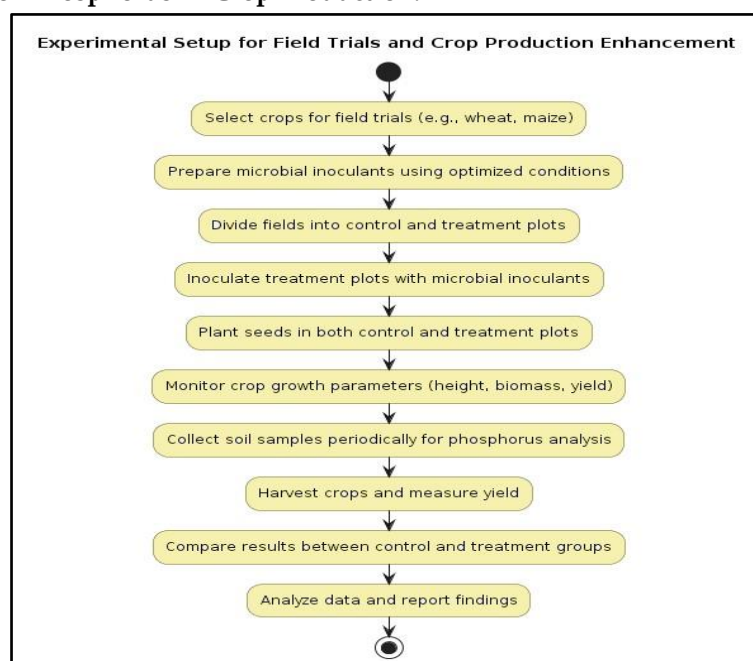 Experimental Setup for Field Trials and Crop Production Enhancement
Select crops for field trials (e.g., wheat, maize)
Prepare microbial inoculants using optimized conditions
Divide fields into control and treatment plots
Inoculate treatment plots with microbial inoculants
Plant seeds in both control and treatment plots
Monitor crop growth parameters (height, biomass, yield)
Collect soil samples periodically for phosphorus analysis
Harvest crops and measure yield
Compare results between control and treatment groups
Analyze data and report findings